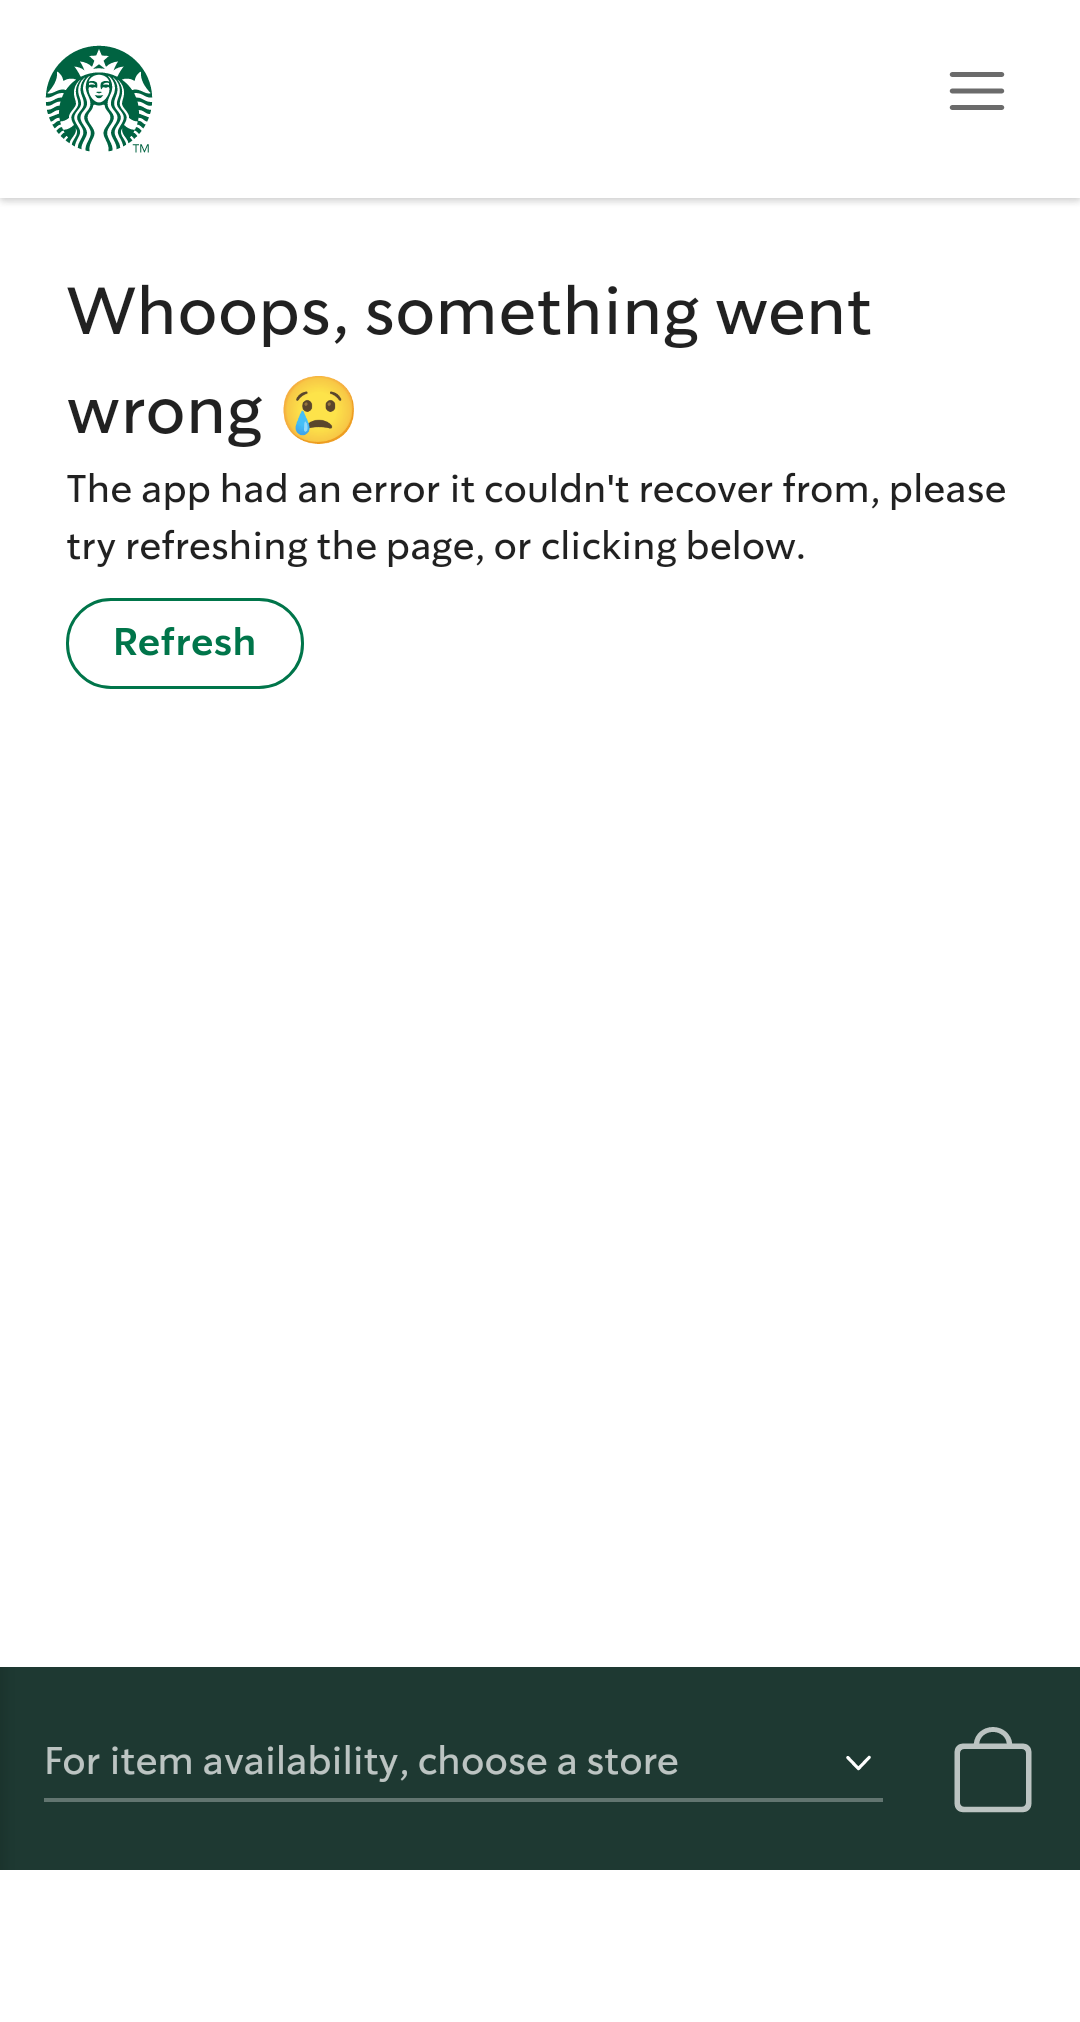 TM
Whoops, something went
wrong 😢
The app had an error it couldn't recover from, please
try refreshing the page, or clicking below.
Refresh
For item availability, choose a store